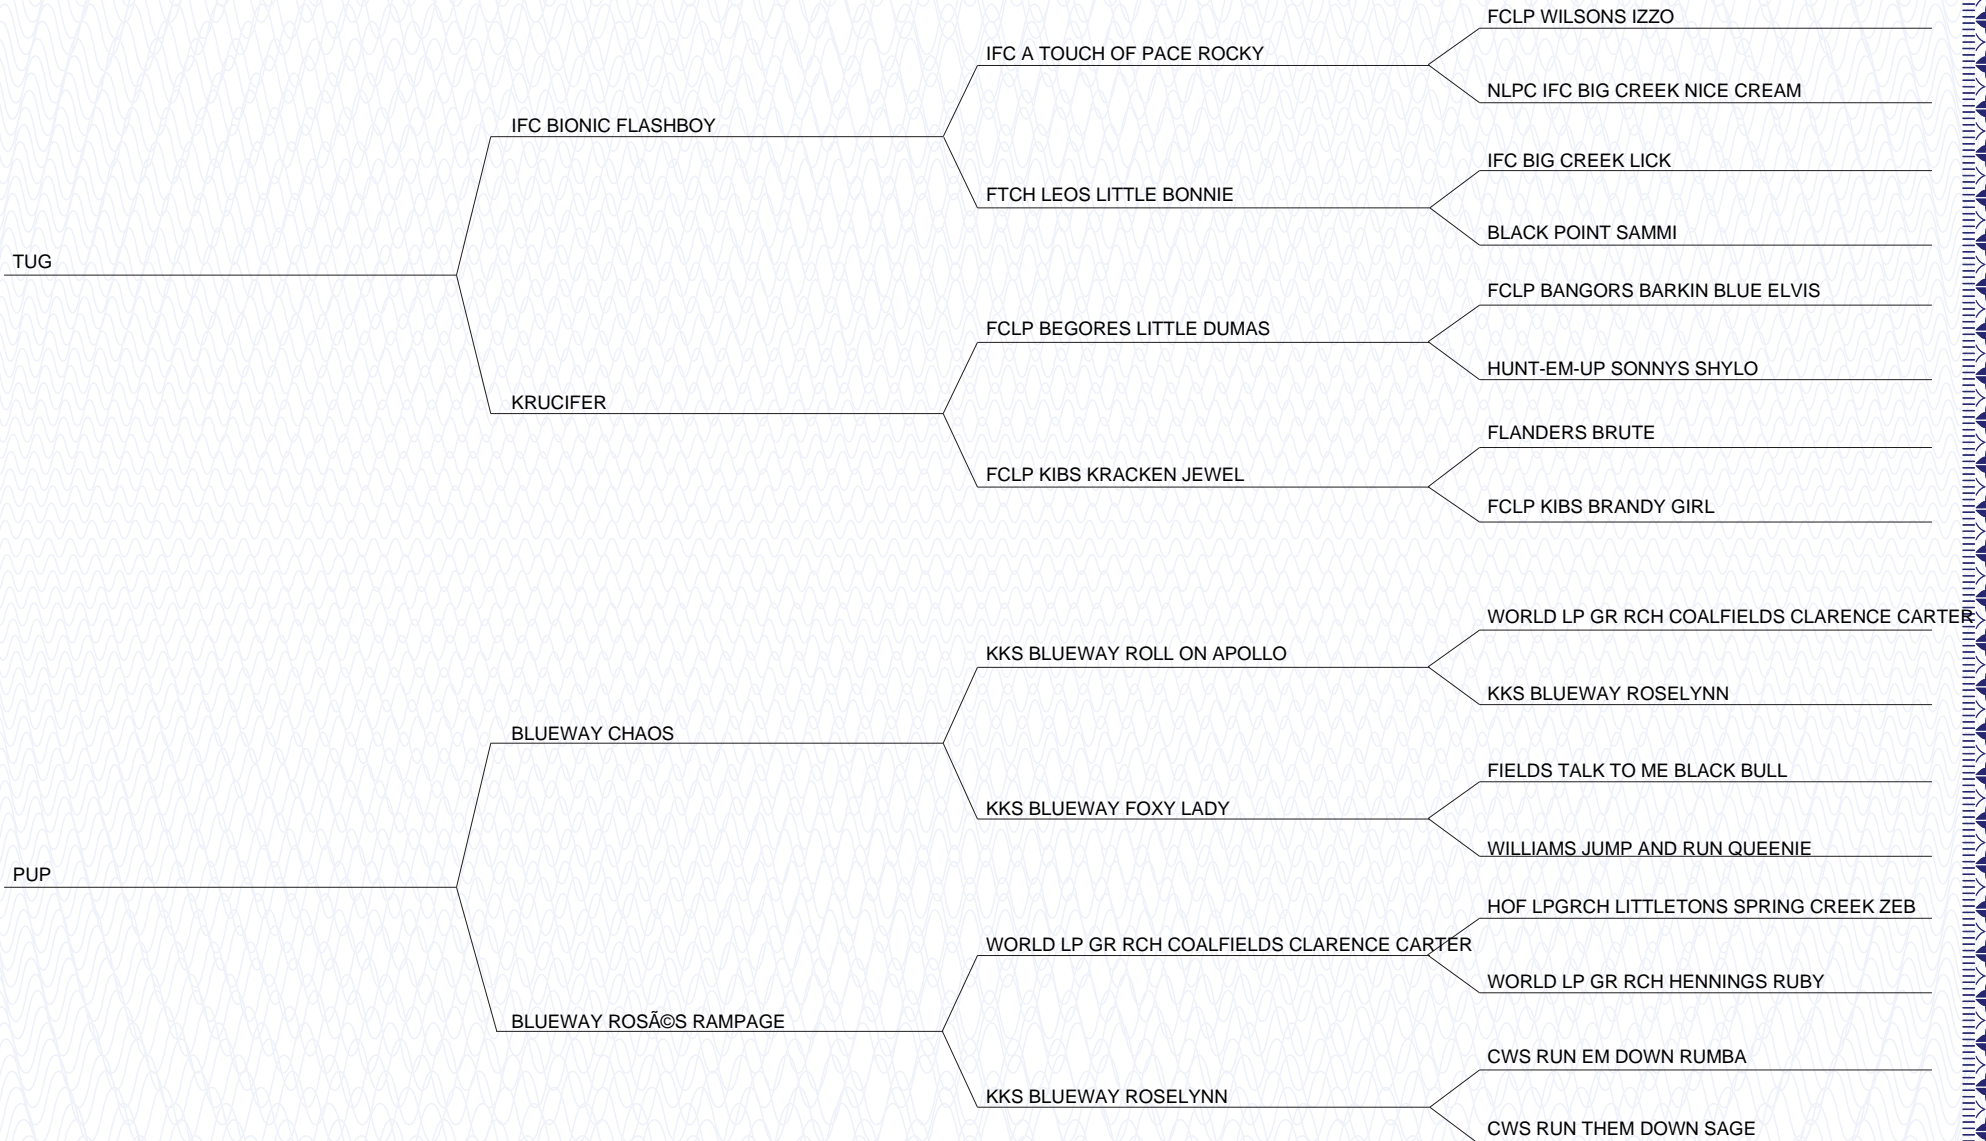 FCLP WILSONS IZZO
IFC A TOUCH OF PACE ROCKY
NLPC IFC BIG CREEK NICE CREAM
IFC BIONIC FLASHBOY
IFC BIG CREEK LICK
FTCH LEOS LITTLE BONNIE
BLACK POINT SAMMI
TUG
FCLP BANGORS BARKIN BLUE ELVIS
FCLP BEGORES LITTLE DUMAS
HUNT-EM-UP SONNYS SHYLO
KRUCIFER
FLANDERS BRUTE
FCLP KIBS KRACKEN JEWEL
FCLP KIBS BRANDY GIRL
WORLD LP GR RCH COALFIELDS CLARENCE CARTER
KKS BLUEWAY ROLL ON APOLLO
KKS BLUEWAY ROSELYNN
BLUEWAY CHAOS
FIELDS TALK TO ME BLACK BULL
KKS BLUEWAY FOXY LADY
WILLIAMS JUMP AND RUN QUEENIE
PUP
HOF LPGRCH LITTLETONS SPRING CREEK ZEB
WORLD LP GR RCH COALFIELDS CLARENCE CARTER
WORLD LP GR RCH HENNINGS RUBY
BLUEWAY ROSÃ©S RAMPAGE
CWS RUN EM DOWN RUMBA
KKS BLUEWAY ROSELYNN
CWS RUN THEM DOWN SAGE